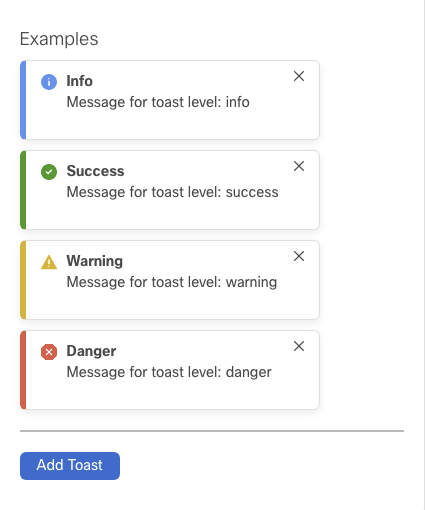 Examples
Info
Message for toast level: info
Success
Message for toast level: success
Warning
Message for toast level: warning
Danger
Message for toast level: danger
Add Toast